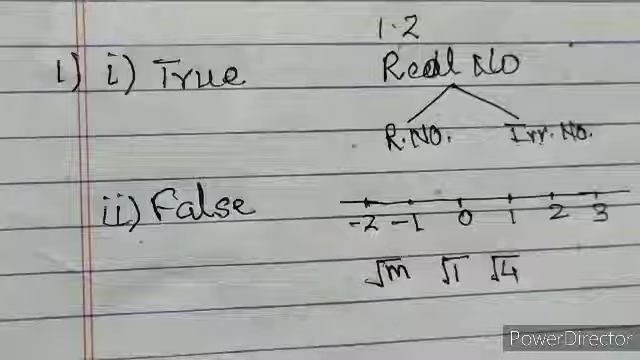 1.2
1) i) True Real No
R.No. Irr.No.
ii) False
-2 -1 0 1 2 3
√m √1 √4
PowerDirector